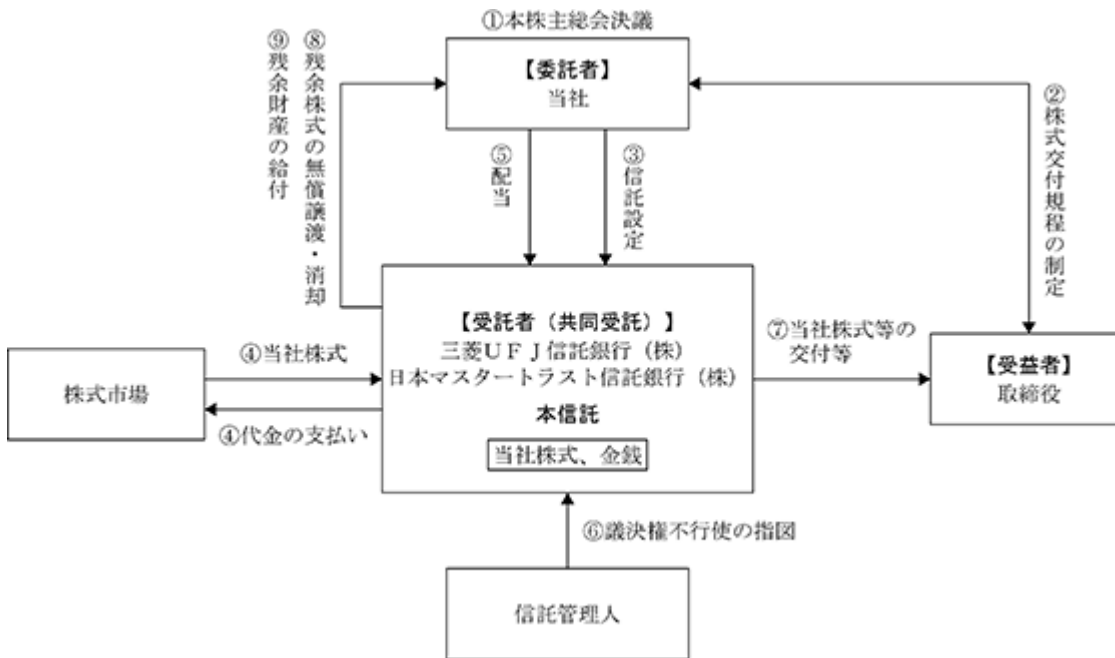 ①本株主総会決議
【委託者】
当社
⑨残余財産の給付
⑧残余株式の無償譲渡・消却
⑤配当
③信託設定
②株式交付規程の制定
【受託者（共同受託）】
三菱ＵＦＪ信託銀行（株）
日本マスタートラスト信託銀行（株）
本信託
当社株式、金銭
株式市場
④当社株式
④代金の支払い
⑦当社株式等の
交付等
【受益者】
取締役
⑥議決権不行使の指図
信託管理人